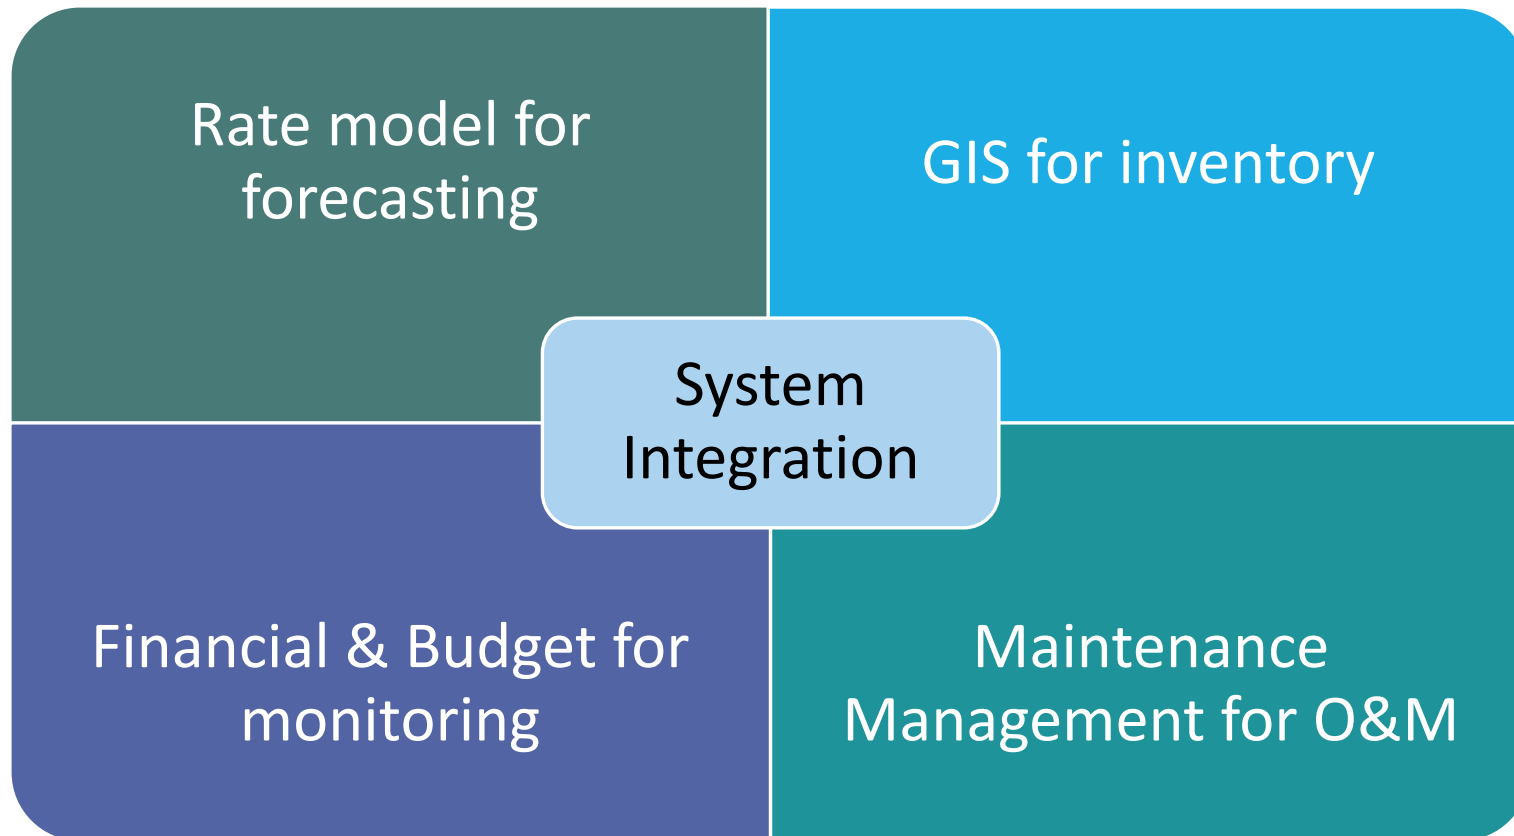 Rate model for
forecasting
GIS for inventory
System
Integration
Financial & Budget for
monitoring
Maintenance
Management for O&M